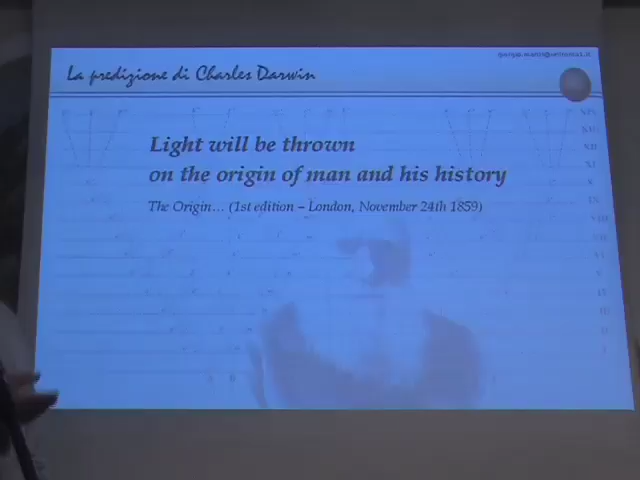 La predizione di Charles Darwin
Light will be thrown
on the origin of man and his history
The Origin... (1st edition – London, November 24th 1859)